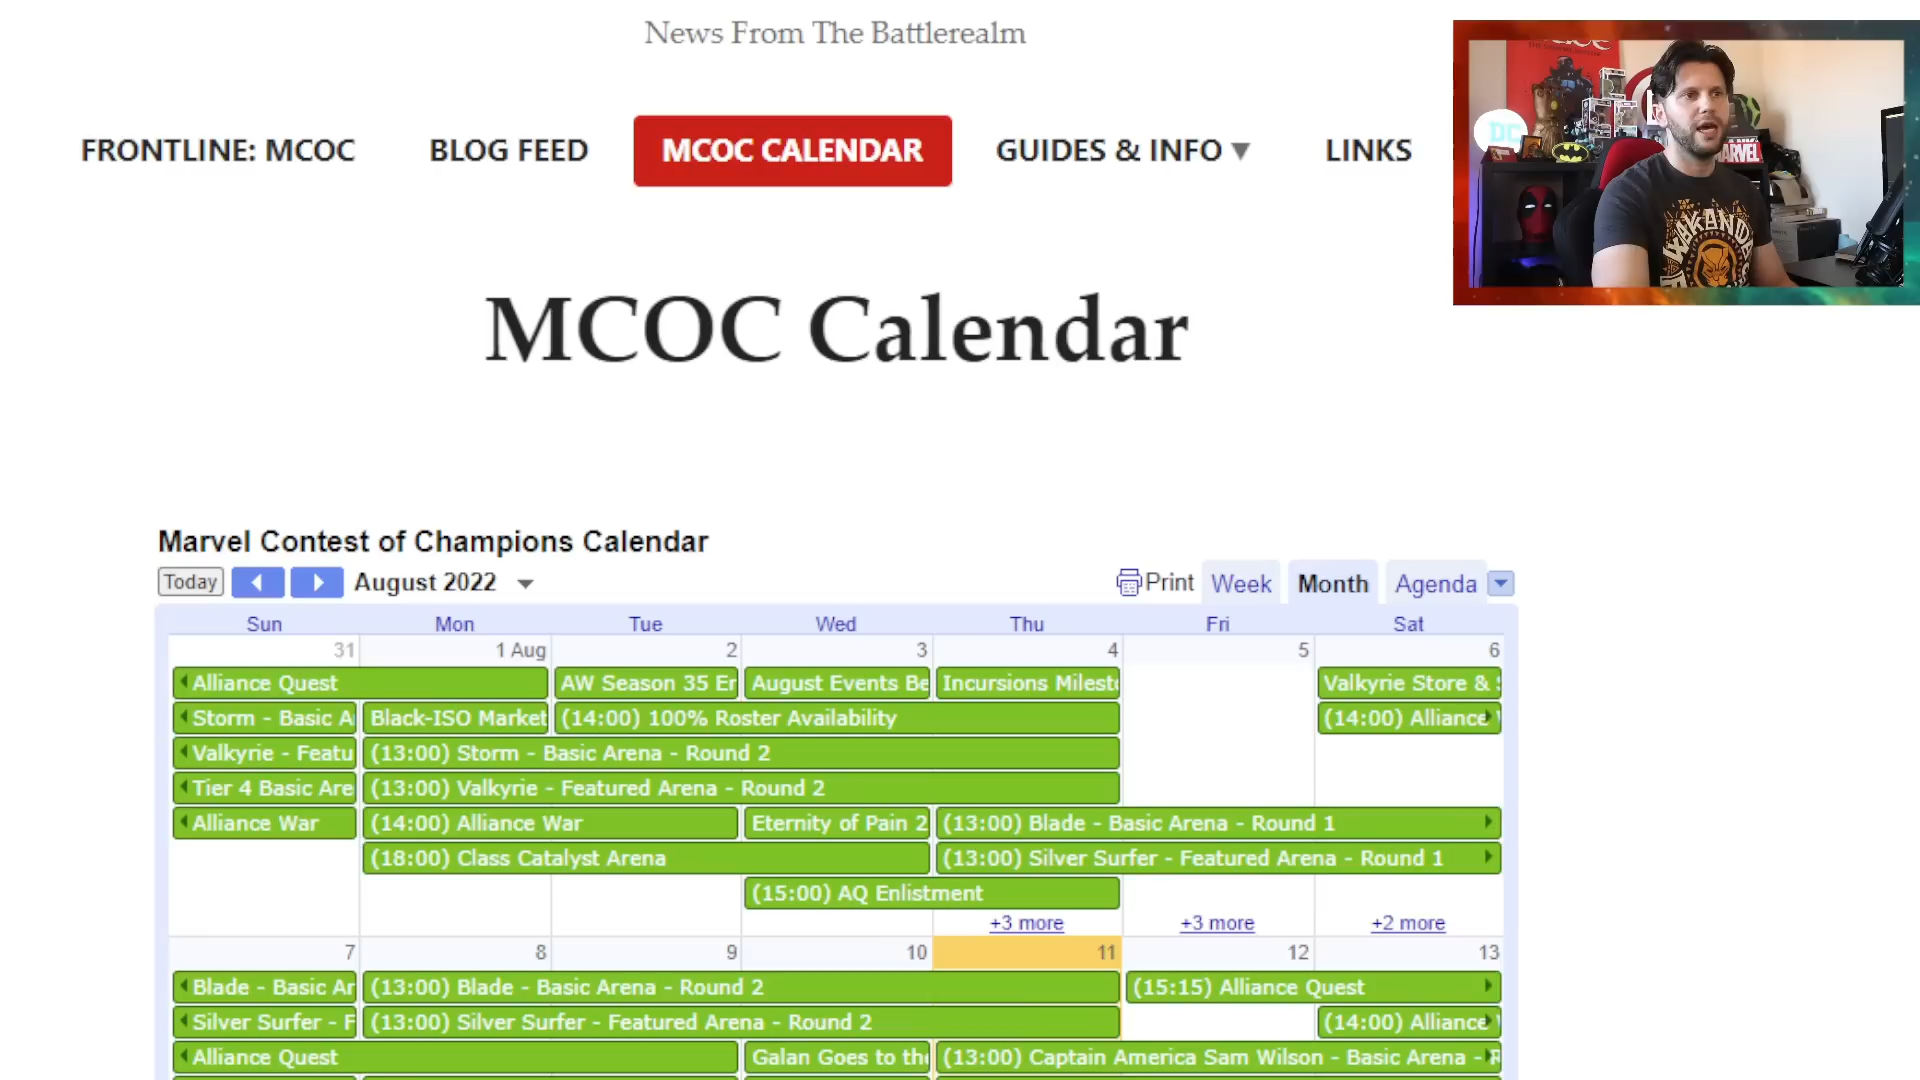 News From The Battlerealm
FRONTLINE: MCOC BLOG FEED MCOC CALENDAR GUIDES & INFO ▼ LINKS
DC
MARVEL
WAKANDA
MCOC Calendar
Marvel Contest of Champions Calendar
Today August 2022 Print Week Month Agenda
Sun Mon Tue Wed Thu Fri Sat
31 1 Aug 2 3 4 5 6
Alliance Quest AW Season 35 Er August Events Be Incursions Milest Valkyrie Store &
Storm - Basic A Black-ISO Market (14:00) 100% Roster Availability (14:00) Alliance
Valkyrie - Featu (13:00) Storm - Basic Arena - Round 2
Tier 4 Basic Are (13:00) Valkyrie - Featured Arena - Round 2
Alliance War (14:00) Alliance War Eternity of Pain 2 (13:00) Blade - Basic Arena - Round 1
(18:00) Class Catalyst Arena (13:00) Silver Surfer - Featured Arena - Round 1
(15:00) AQ Enlistment
+3 more +3 more +2 more
7 8 9 10 11 12 13
Blade - Basic Ar (13:00) Blade - Basic Arena - Round 2 (15:15) Alliance Quest
Silver Surfer - F (13:00) Silver Surfer - Featured Arena - Round 2 (14:00) Alliance
Alliance Quest Galan Goes to the (13:00) Captain America Sam Wilson - Basic Arena - R